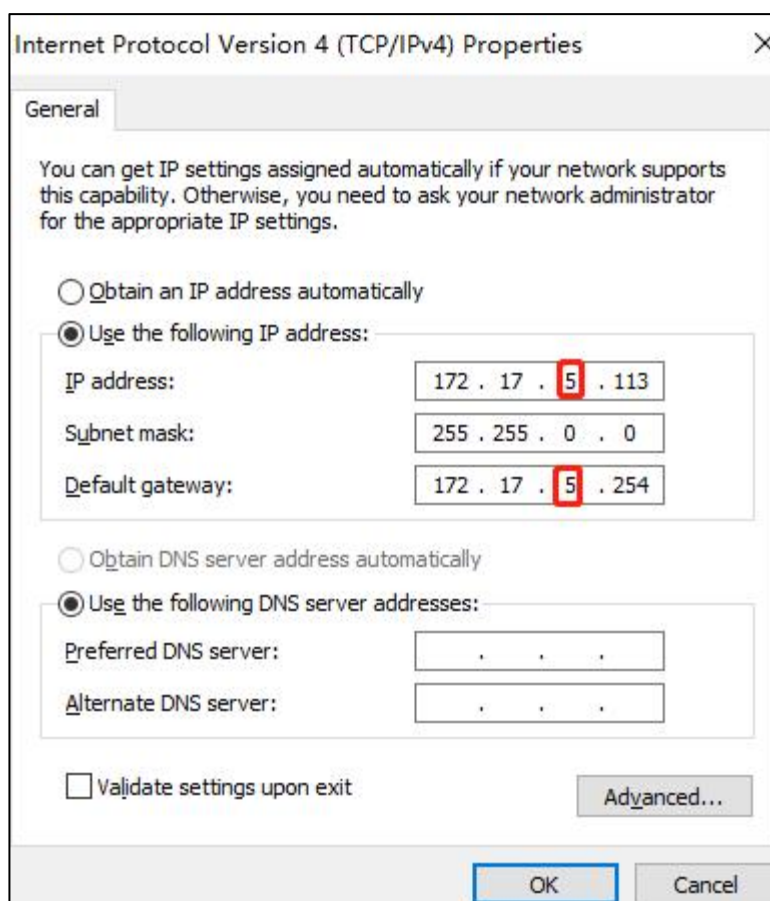 Internet Protocol Version 4 (TCP/IPv4) Properties
General
You can get IP settings assigned automatically if your network supports
this capability. Otherwise, you need to ask your network administrator
for the appropriate IP settings.
Obtain an IP address automatically
Use the following IP address:
IP address: 172 . 17 . 5 . 113
Subnet mask: 255 . 255 . 0 . 0
Default gateway: 172 . 17 . 5 . 254
Obtain DNS server address automatically
Use the following DNS server addresses:
Preferred DNS server: . . .
Alternate DNS server: . . .
Validate settings upon exit
Advanced...
OK Cancel